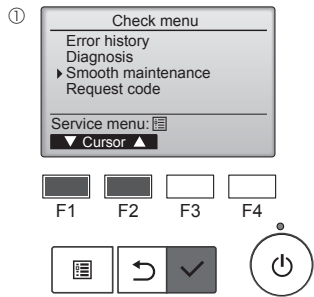 ①
Check menu
Error history
Diagnosis
Smooth maintenance
Request code
Service menu:
▼ Cursor ▲
F1 F2 F3 F4